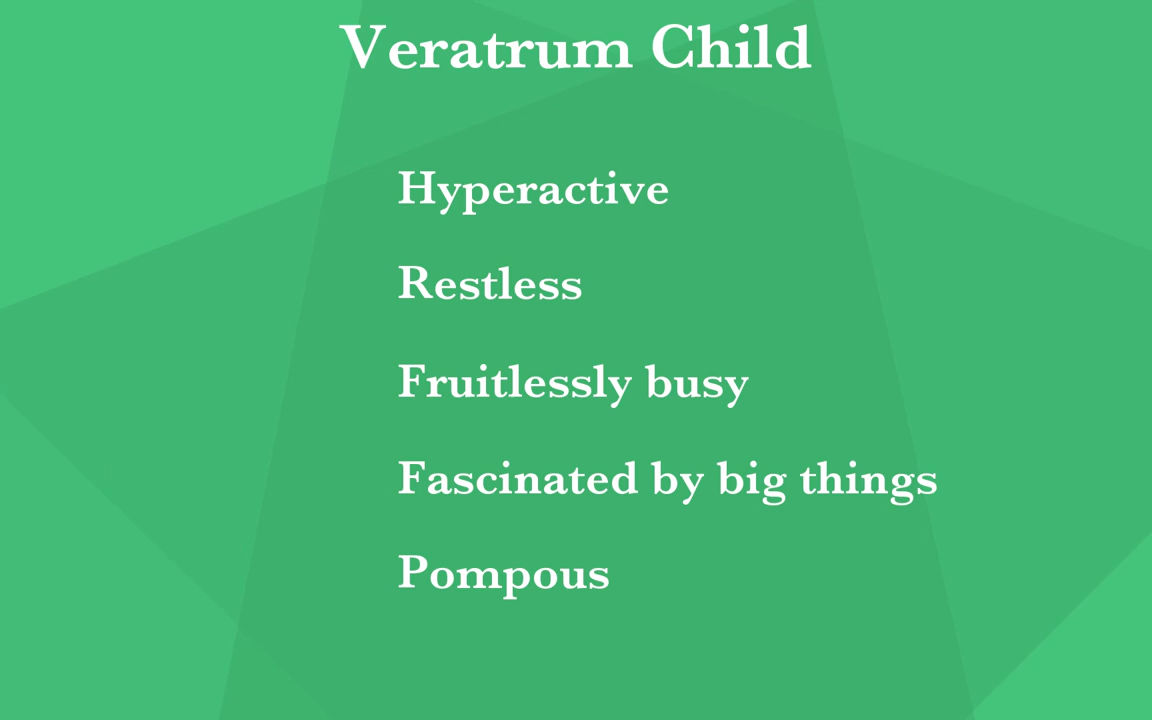 Veratrum Child
Hyperactive
Restless
Fruitlessly busy
Fascinated by big things
Pompous